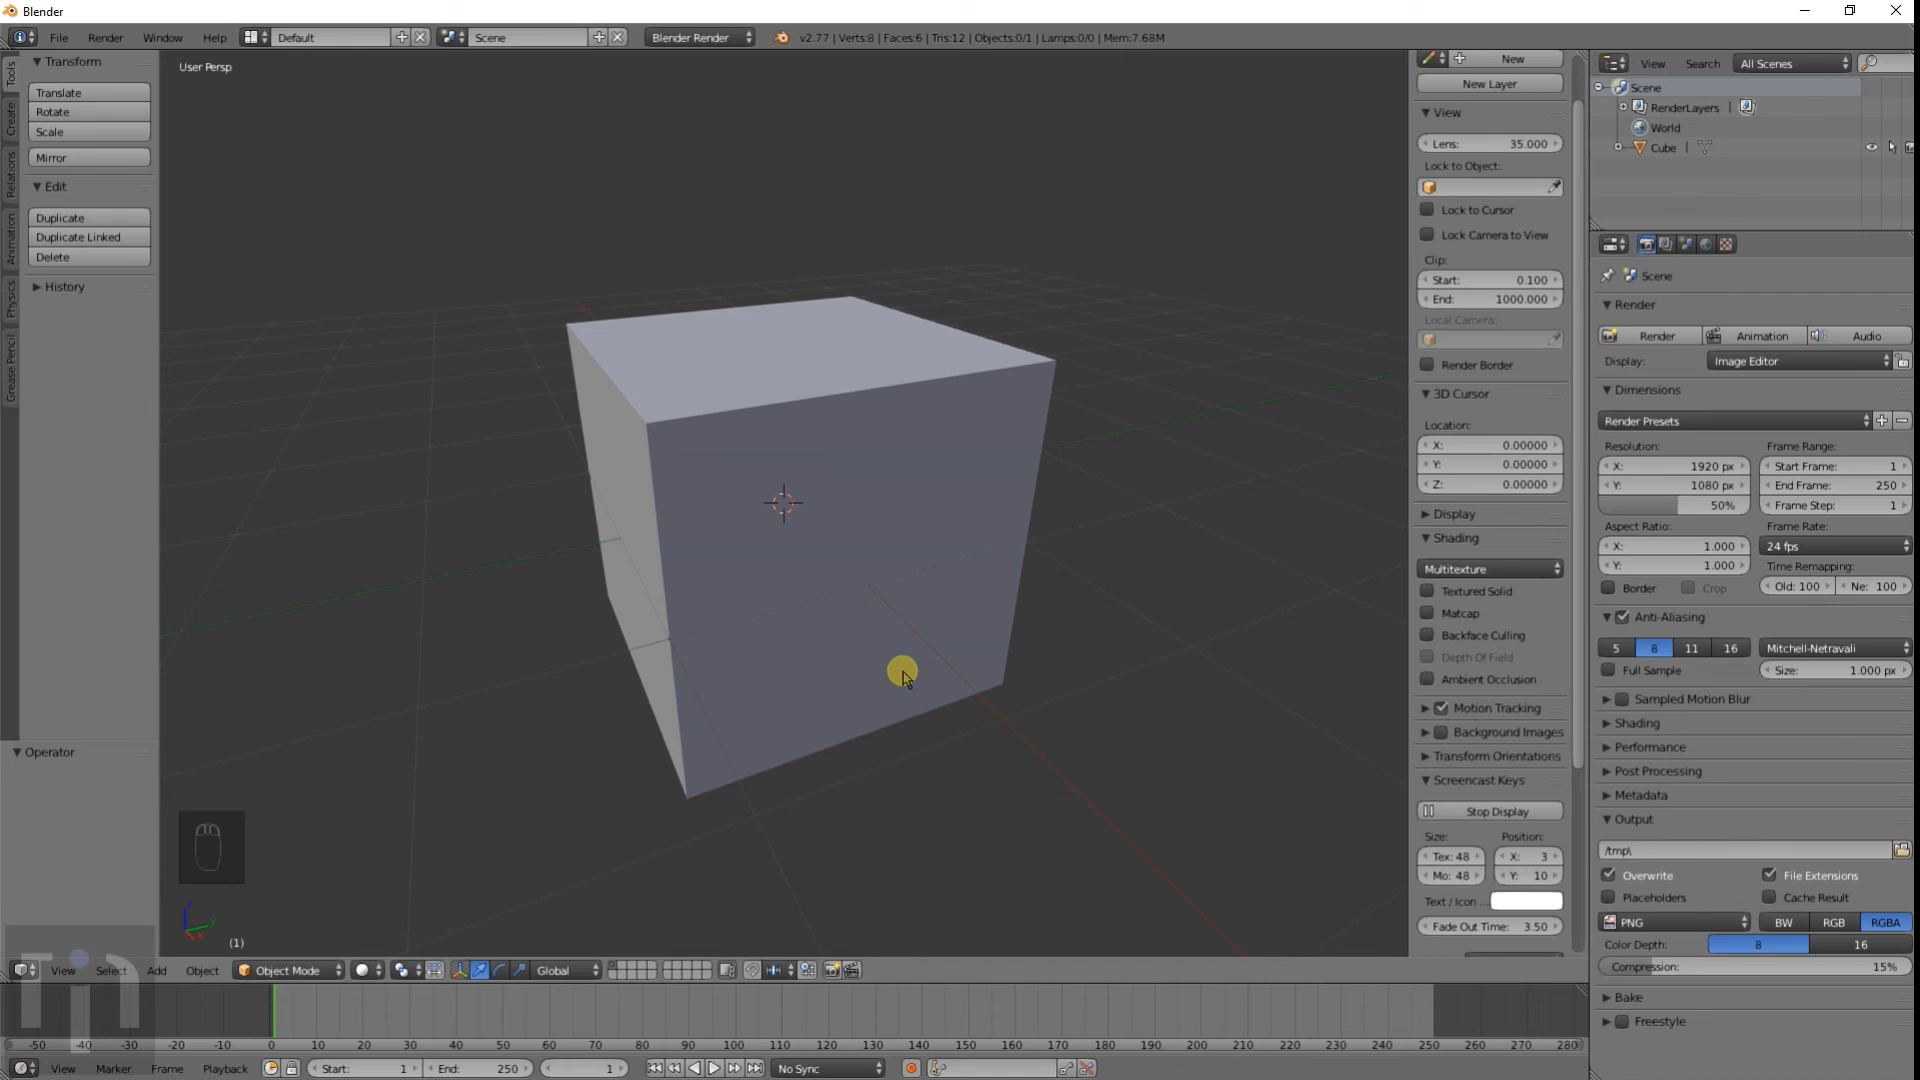 Blender
File Render Window Help Default Scene Blender Render v2.77 | Verts:8 | Faces:6 | Tris:12 | Objects:0/1 | Lamps:0/0 | Mem:7.68M
Tools
Create
Relations
Animation
Physics
Grease Pencil
Transform
Translate
Rotate
Scale
Mirror
Edit
Duplicate
Duplicate Linked
Delete
History
Operator
User Persp
z
y
x
(1)
New
New Layer
View
Lens: 35.000
Lock to Object:
Lock to Cursor
Lock Camera to View
Clip:
Start: 0.100
End: 1000.000
Local Camera:
Render Border
3D Cursor
Location:
X: 0.00000
Y: 0.00000
Z: 0.00000
Display
Shading
Multitexture
Textured Solid
Matcap
Backface Culling
Depth Of Field
Ambient Occlusion
Motion Tracking
Background Images
Transform Orientations
Screencast Keys
Stop Display
Size: Position:
Tex: 48 X: 3
Mo: 48 Y: 10
Text / Icon ...
Fade Out Time: 3.50
View Search All Scenes
Scene
RenderLayers |
World
Cube |
Scene
Render
Render Animation Audio
Display: Image Editor
Dimensions
Render Presets
Resolution: Frame Range:
X: 1920 px Start Frame: 1
Y: 1080 px End Frame: 250
50% Frame Step: 1
Aspect Ratio: Frame Rate:
X: 1.000 24 fps
Y: 1.000 Time Remapping:
Border Crop Old: 100 Ne: 100
Anti-Aliasing
5 8 11 16 Mitchell-Netravali
Full Sample Size: 1.000 px
Sampled Motion Blur
Shading
Performance
Post Processing
Metadata
Output
/tmp\
Overwrite File Extensions
Placeholders Cache Result
PNG BW RGB RGBA
Color Depth: 8 16
Compression: 15%
Bake
Freestyle
View Select Add Object Object Mode Global
-50 -40 -30 -20 -10 0 10 20 30 40 50 60 70 80 90 100 110 120 130 140 150 160 170 180 190 200 210 220 230 240 250 260 270 280
View Marker Frame Playback Start: 1 End: 250 1 No Sync